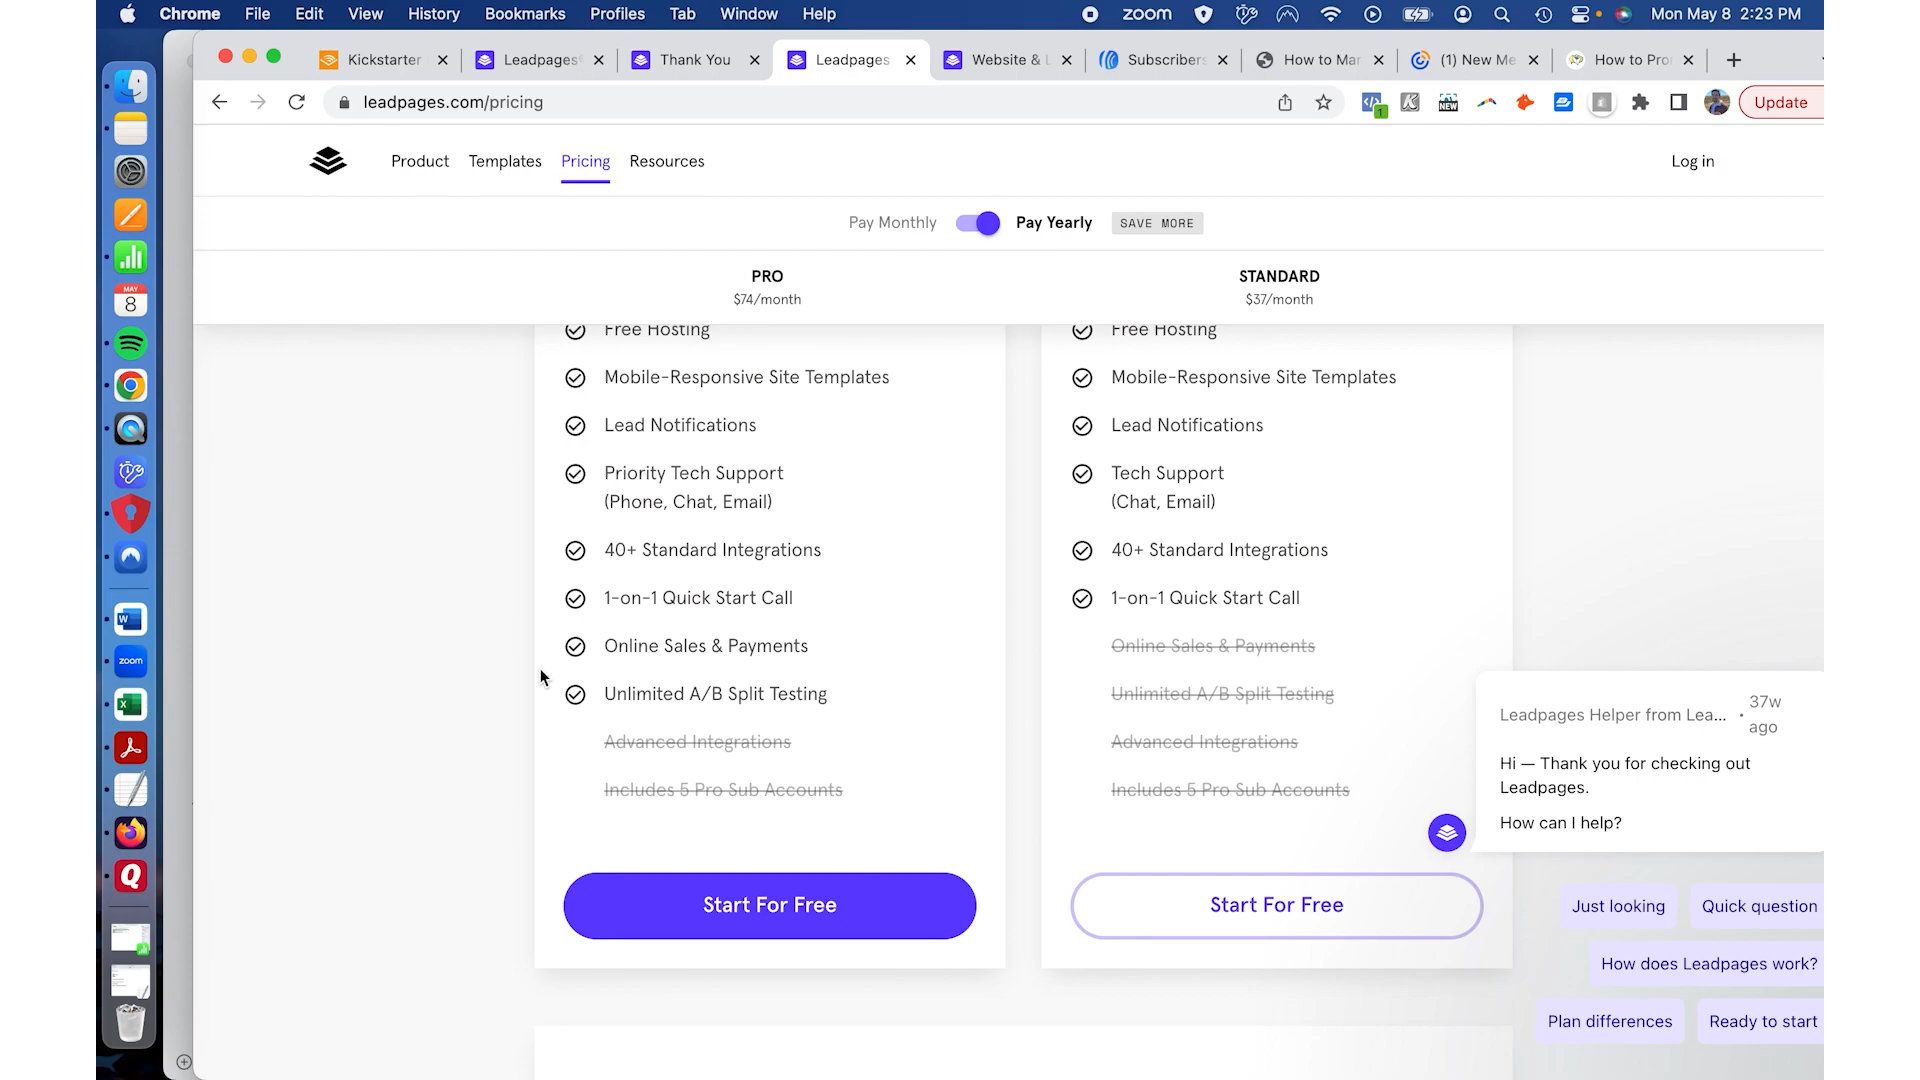 Chrome File Edit View History Bookmarks Profiles Tab Window Help zoom Mon May 8 2:23 PM
Kickstarter Leadpages Thank You Leadpages Website & L Subscribers How to Mar (1) New Me How to Pro
leadpages.com/pricing
NEW
1
Update
Product Templates Pricing Resources
Log in
Pay Monthly Pay Yearly SAVE MORE
PRO STANDARD
$74/month $37/month
MAY
8
Free Hosting Free Hosting
Mobile-Responsive Site Templates Mobile-Responsive Site Templates
Lead Notifications Lead Notifications
Priority Tech Support Tech Support
(Phone, Chat, Email) (Chat, Email)
40+ Standard Integrations 40+ Standard Integrations
1-on-1 Quick Start Call 1-on-1 Quick Start Call
Online Sales & Payments Online Sales & Payments
Unlimited A/B Split Testing Unlimited A/B Split Testing
Advanced Integrations Advanced Integrations
Includes 5 Pro Sub Accounts Includes 5 Pro Sub Accounts
W
zoom
X
Q
Leadpages Helper from Lea... • 37w ago
Hi — Thank you for checking out
Leadpages.
How can I help?
Start For Free Start For Free
Just looking Quick question
How does Leadpages work?
Plan differences Ready to start